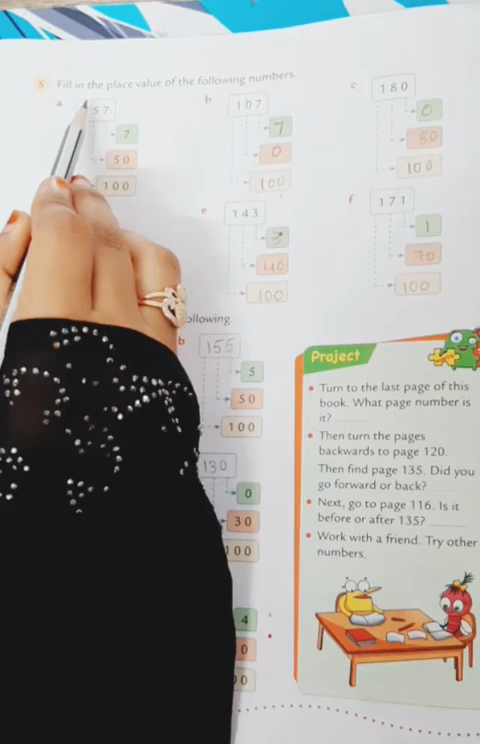 5 Fill in the place value of the following numbers.
a
57
7
50
100
b
107
7
0
100
c
180
0
80
100
e
143
3
40
100
f
171
1
70
100
ollowing.
b
155
5
50
100
130
0
30
100
4
0
00
Project
• Turn to the last page of this
book. What page number is
it? ______
• Then turn the pages
backwards to page 120.
Then find page 135. Did you
go forward or back?
• Next, go to page 116. Is it
before or after 135? ______
• Work with a friend. Try other
numbers.